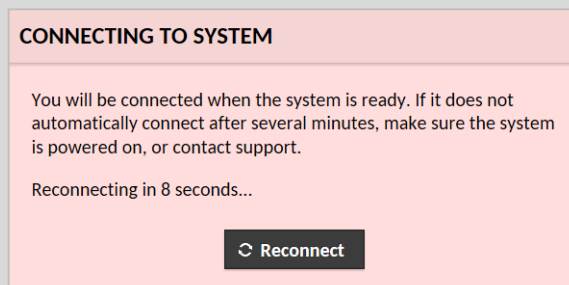 CONNECTING TO SYSTEM
You will be connected when the system is ready. If it does not
automatically connect after several minutes, make sure the system
is powered on, or contact support.
Reconnecting in 8 seconds...
Reconnect